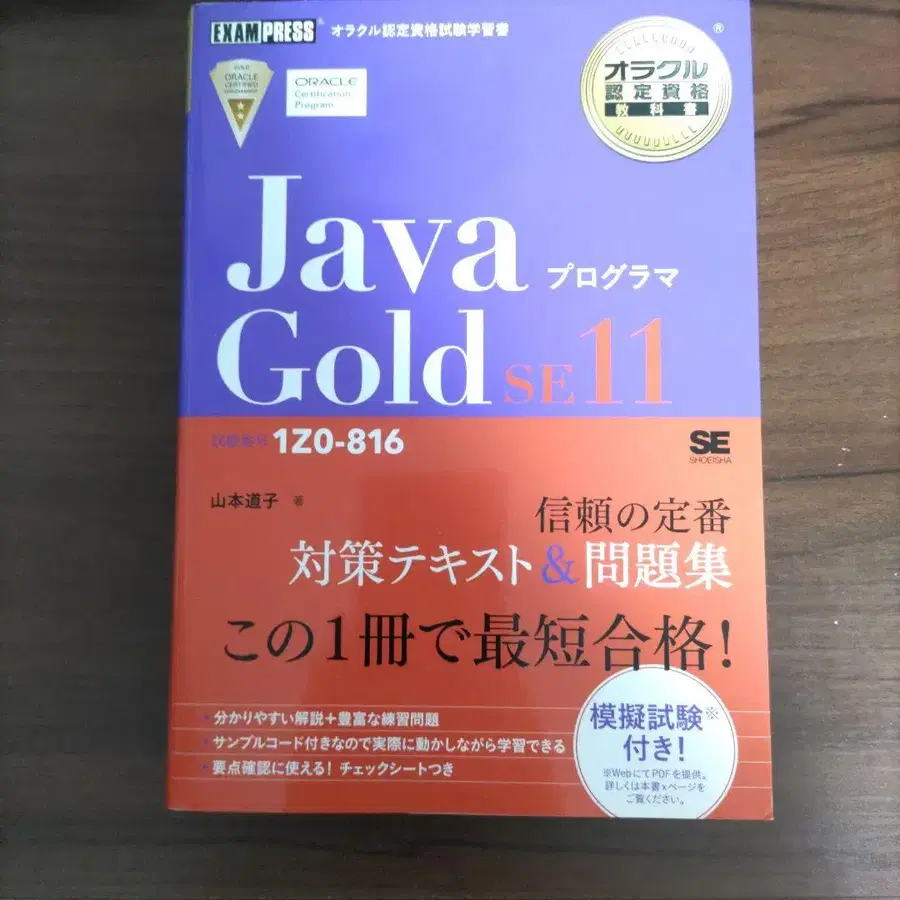 EXAMPRESS® オラクル認定資格試験学習書
ORACLE
CERTIFIED
ORACLE
Certification
Program
オラクル
認定資格
教科書
®
Java プログラマ
Gold SE 11
試験番号 1Z0-816
SE
SHOEISHA
山本道子 著
信頼の定番
対策テキスト&問題集
この1冊で最短合格!
・分かりやすい解説+豊富な練習問題
・サンプルコード付きなので実際に動かしながら学習できる
・要点確認に使える! チェックシートつき
模擬試験※
付き!
※WebにてPDFを提供。
詳しくは本書xページを
ご覧ください。